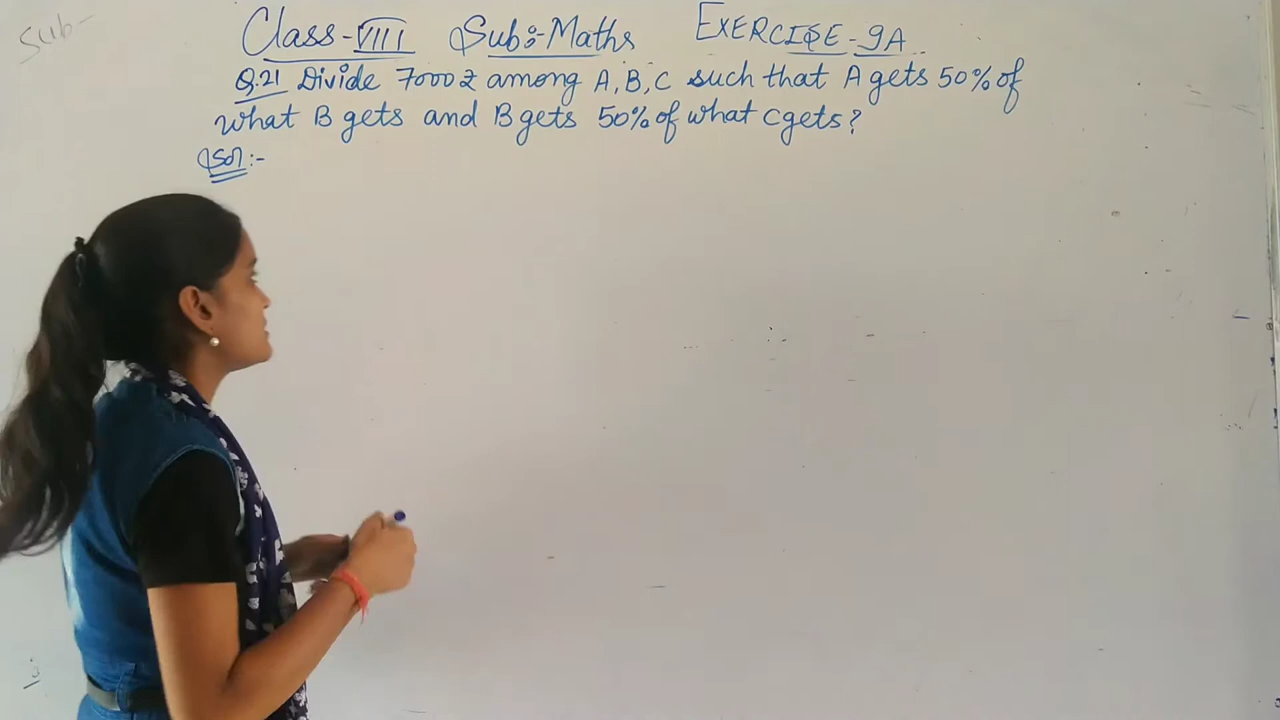 Sub-
Class-VIII Sub:-Maths EXERCISE-9A
Q.21 Divide 7000₹ among A, B, C such that A gets 50% of
what B gets and B gets 50% of what C gets?
Sol:-